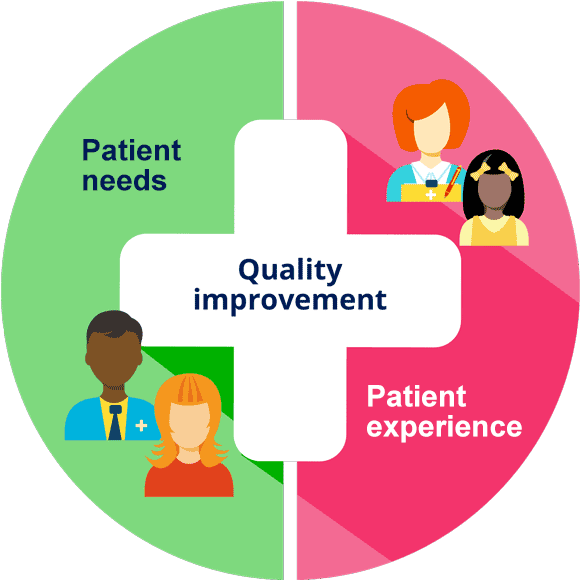 Patient
needs
Quality
improvement
Patient
experience